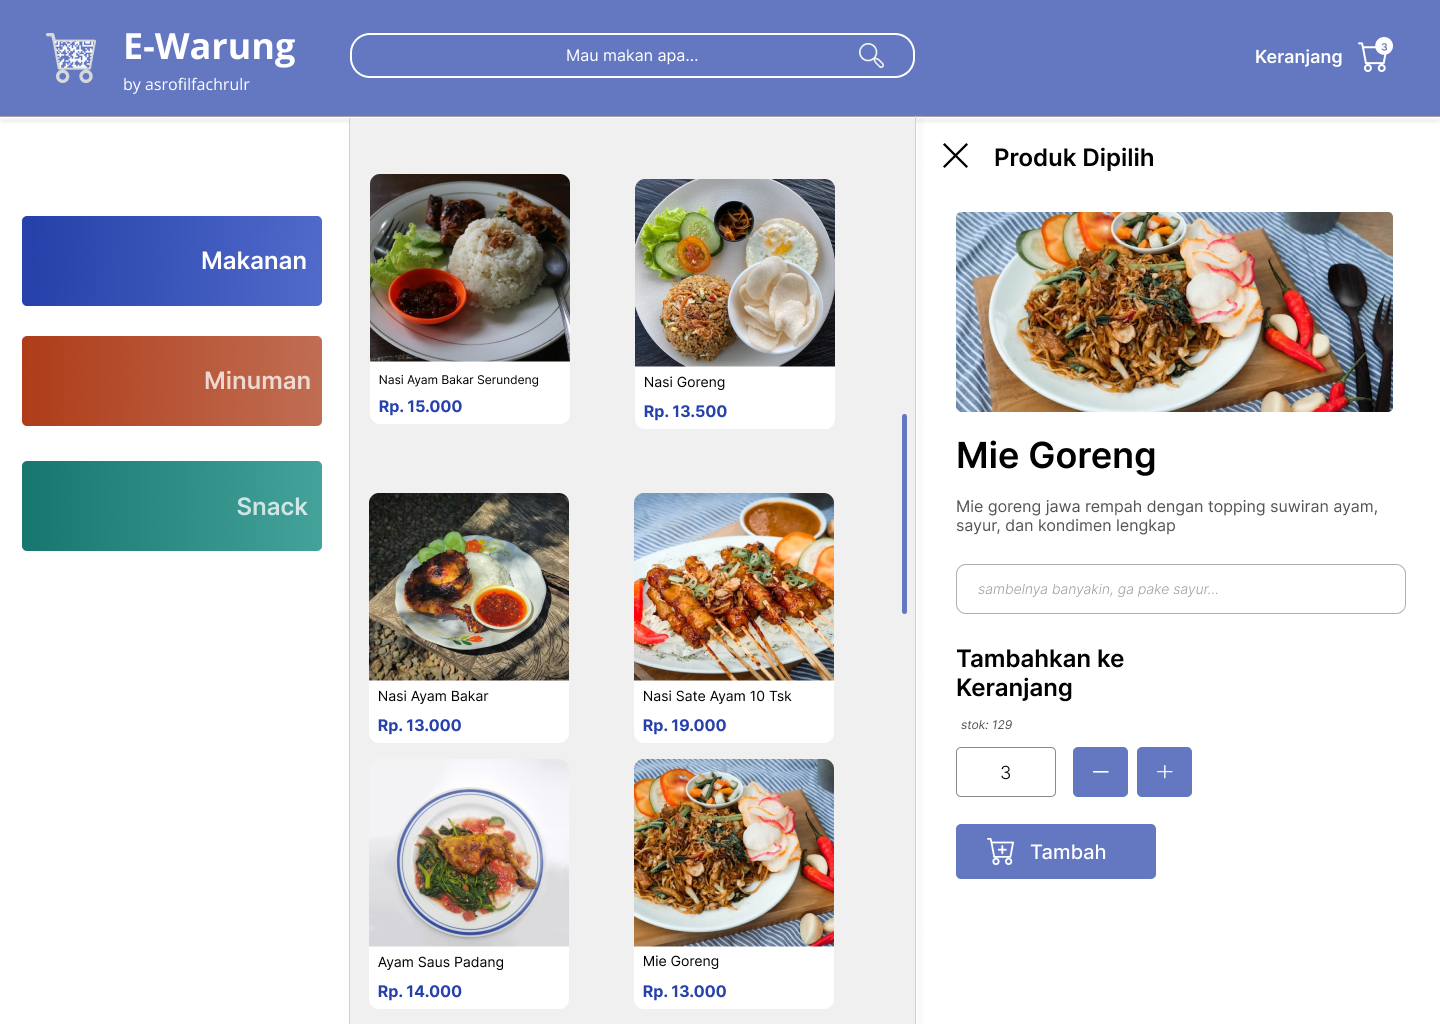 E-Warung
by asrofilfachrulr
Mau makan apa...
Keranjang
3
Makanan
Minuman
Snack
Nasi Ayam Bakar Serundeng
Rp. 15.000
Nasi Goreng
Rp. 13.500
Nasi Ayam Bakar
Rp. 13.000
Nasi Sate Ayam 10 Tsk
Rp. 19.000
Ayam Saus Padang
Rp. 14.000
Mie Goreng
Rp. 13.000
Produk Dipilih
Mie Goreng
Mie goreng jawa rempah dengan topping suwiran ayam,
sayur, dan kondimen lengkap
sambelnya banyakin, ga pake sayur...
Tambahkan ke
Keranjang
stok: 129
3
Tambah